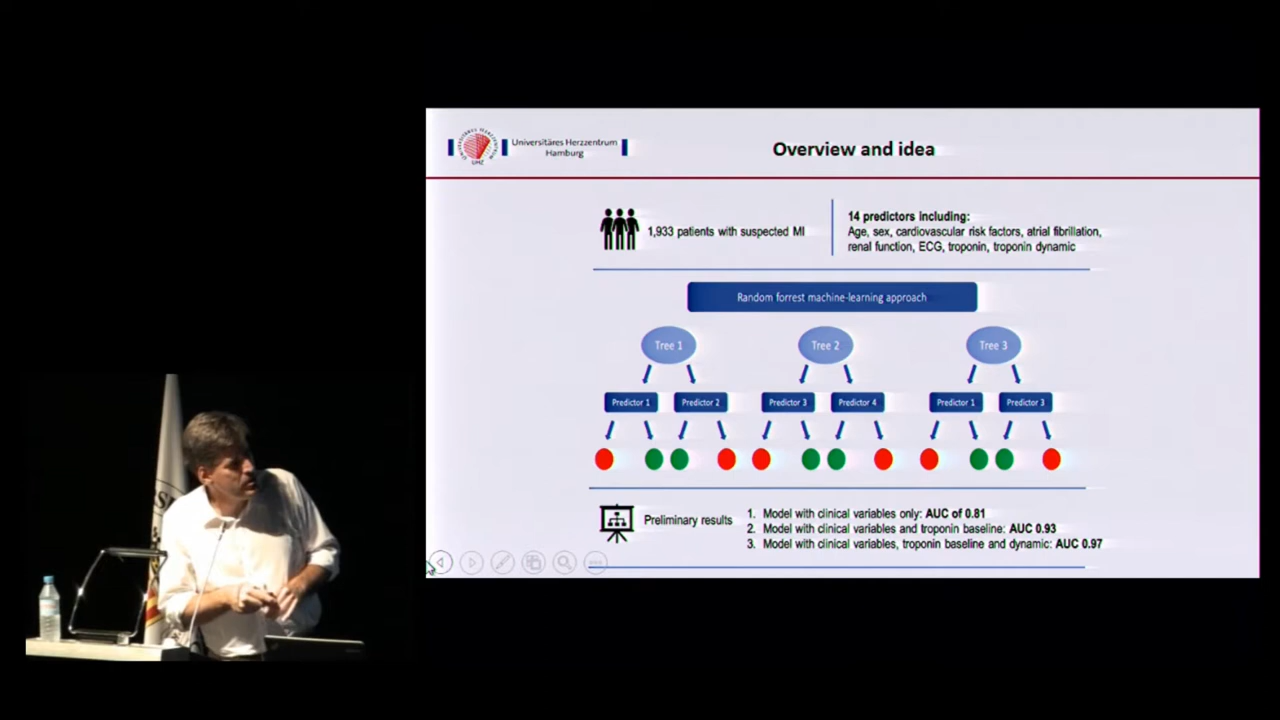 Universitäres Herzzentrum
Hamburg
UHZ
Overview and idea
1,933 patients with suspected MI
14 predictors including:
Age, sex, cardiovascular risk factors, atrial fibrillation,
renal function, ECG, troponin, troponin dynamic
Random forrest machine-learning approach
Tree 1
Tree 2
Tree 3
Predictor 1
Predictor 2
Predictor 3
Predictor 4
Predictor 1
Predictor 3
Preliminary results
1. Model with clinical variables only: AUC of 0.81
2. Model with clinical variables and troponin baseline: AUC 0.93
3. Model with clinical variables, troponin baseline and dynamic: AUC 0.97